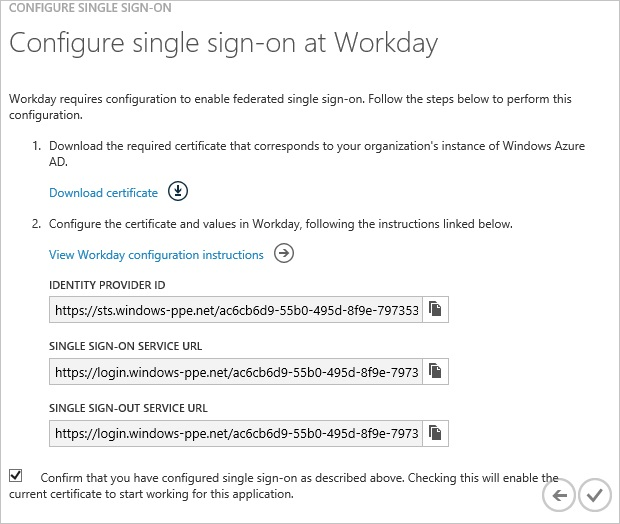 CONFIGURE SINGLE SIGN-ON
Configure single sign-on at Workday
Workday requires configuration to enable federated single sign-on. Follow the steps below to perform this
configuration.
1. Download the required certificate that corresponds to your organization's instance of Windows Azure
AD.
Download certificate
2. Configure the certificate and values in Workday, following the instructions linked below.
View Workday configuration instructions
IDENTITY PROVIDER ID
https://sts.windows-ppe.net/ac6cb6d9-55b0-495d-8f9e-797353
SINGLE SIGN-ON SERVICE URL
https://login.windows-ppe.net/ac6cb6d9-55b0-495d-8f9e-7973
SINGLE SIGN-OUT SERVICE URL
https://login.windows-ppe.net/ac6cb6d9-55b0-495d-8f9e-7973
Confirm that you have configured single sign-on as described above. Checking this will enable the
current certificate to start working for this application.